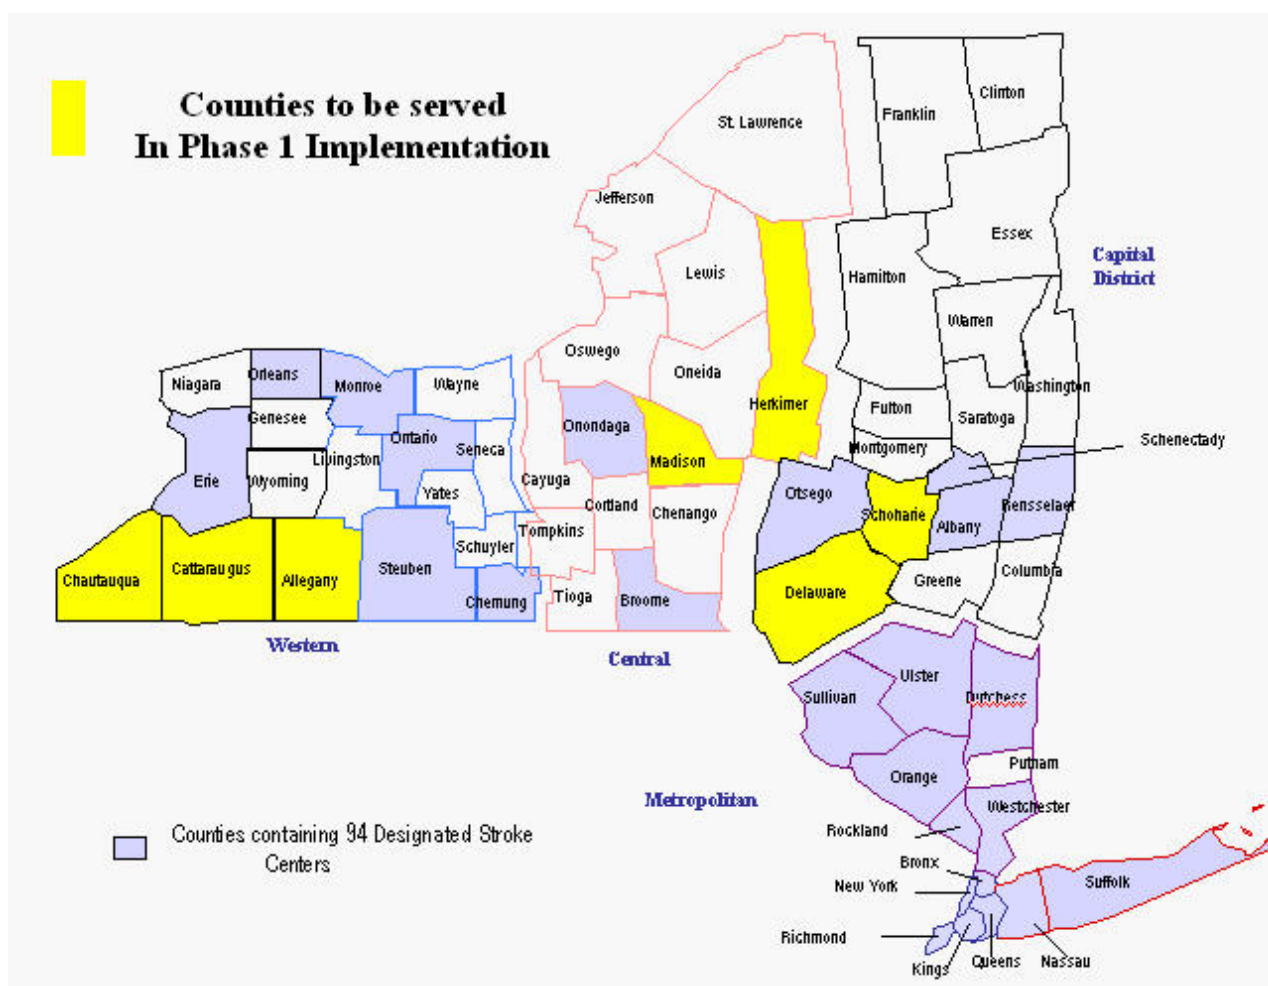 Counties to be served
In Phase 1 Implementation
St. Lawrence
Franklin
Clinton
Jefferson
Essex
Capital
District
Lewis
Hamilton
Warren
Oswego
Oneida
Niagara
Orleans
Monroe
Wayne
Washington
Herkimer
Fulton
Saratoga
Genesee
Onondaga
Ontario
Seneca
Montgomery
Schenectady
Livingston
Madison
Erie
Wyoming
Yates
Cayuga
Cortland
Chenango
Otsego
Schoharie
Albany
Rensselaer
Tompkins
Schuyler
Chautauqua
Cattaraugus
Allegany
Steuben
Columbia
Greene
Delaware
Chemung
Tioga
Broome
Western
Central
Ulster
Sullivan
Dutchess
Putnam
Orange
Metropolitan
Westchester
Rockland
Counties containing 94 Designated Stroke
Centers
Bronx
New York
Suffolk
Richmond
Kings
Queens
Nassau